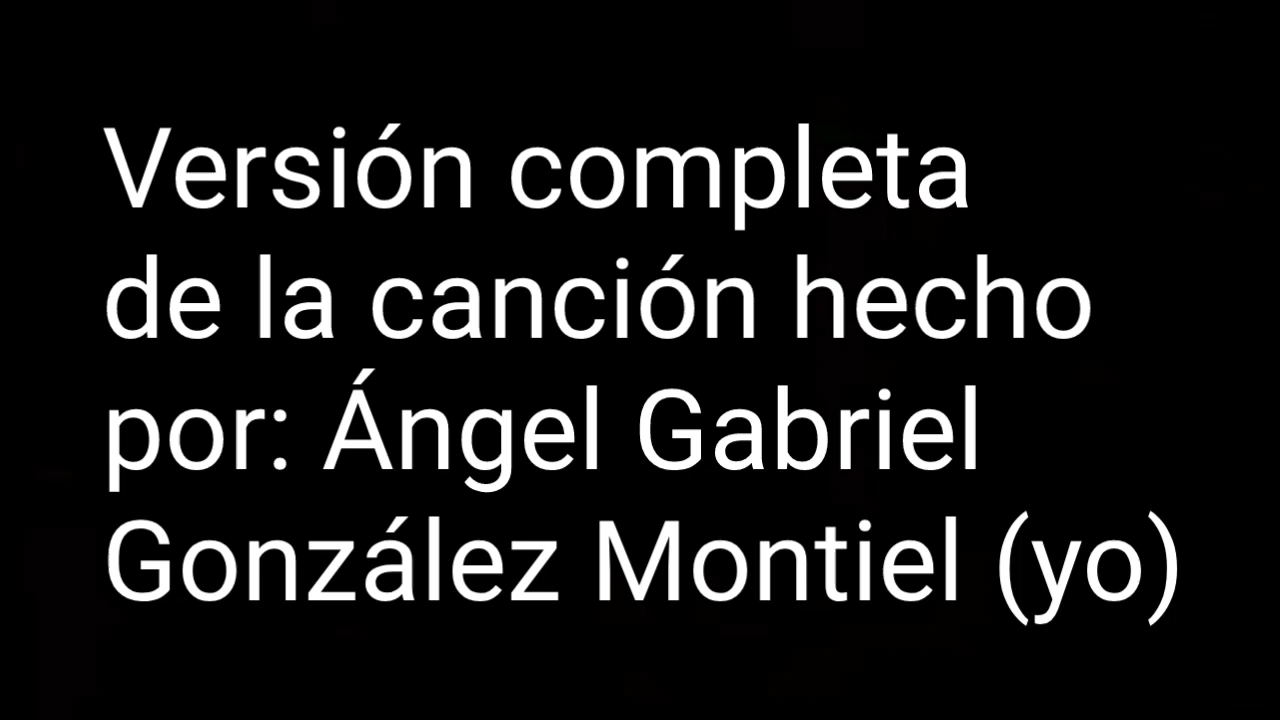 Versión completa
de la canción hecho
por: Ángel Gabriel
González Montiel (yo)